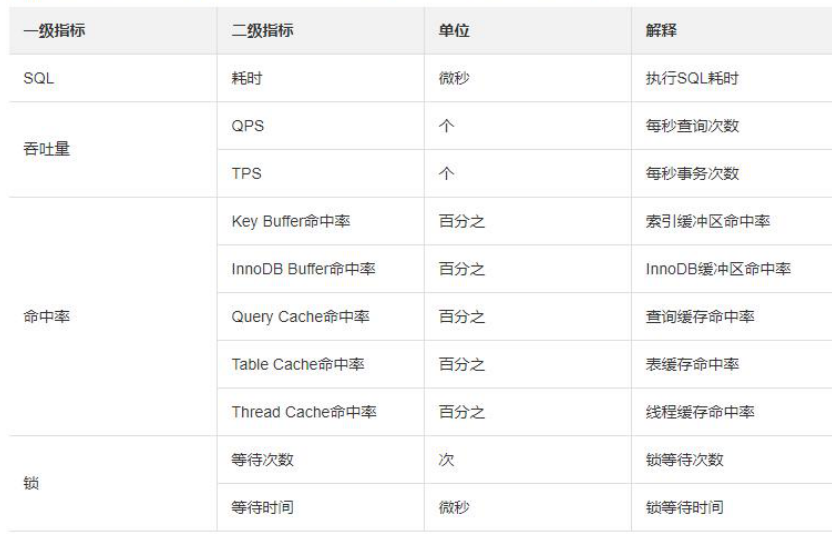 一级指标 二级指标 单位 解释
SQL 耗时 微秒 执行SQL耗时
吞吐量 QPS 个 每秒查询次数
TPS 个 每秒事务次数
命中率 Key Buffer命中率 百分之 索引缓冲区命中率
InnoDB Buffer命中率 百分之 InnoDB缓冲区命中率
Query Cache命中率 百分之 查询缓存命中率
Table Cache命中率 百分之 表缓存命中率
Thread Cache命中率 百分之 线程缓存命中率
锁 等待次数 次 锁等待次数
等待时间 微秒 锁等待时间